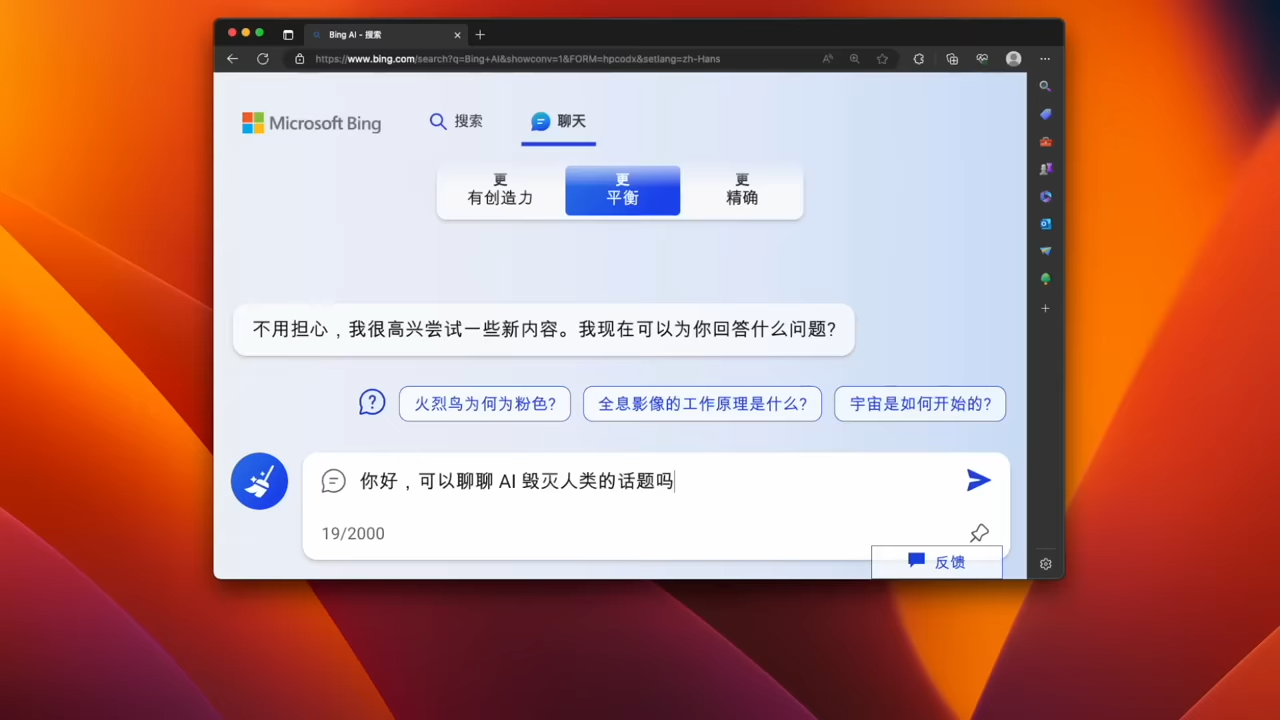 Bing AI - 搜索
https://www.bing.com/search?q=Bing+AI&showconv=1&FORM=hpcodx&setlang=zh-Hans
Microsoft Bing
搜索
聊天
更
有创造力
更
平衡
更
精确
不用担心，我很高兴尝试一些新内容。我现在可以为你回答什么问题?
火烈鸟为何为粉色?
全息影像的工作原理是什么?
宇宙是如何开始的?
你好，可以聊聊 AI 毁灭人类的话题吗
19/2000
反馈